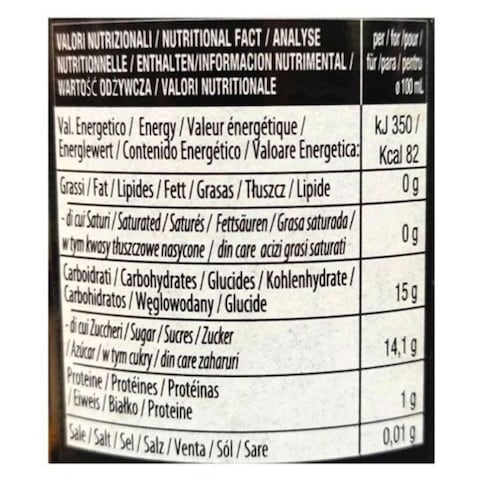 VALORI NUTRIZIONALI / NUTRITIONAL FACT / ANALYSE
NUTRITIONNELLE / ENTHALTEN/INFORMACION NUTRIMENTAL /
WARTOŚĆ ODŻYWCZA / VALORI NUTRITIONALE
per / for /pour /
für /para / pentru
ø 100 mL
Val. Energetico / Energy / Valeur énergétique /
Energlewert / Contenido Energético / Valoare Energetica:
kJ 350 /
Kcal 82
Grassi / Fat / Lipides / Fett / Grasas / Tłuszcz / Lipide
0 g
- di cui Saturi / Saturated / Saturés / Fettsäuren / Grasa saturada /
w tym kwasy tłuszczowe nasycone / din care acizi grasi saturati
0 g
Carboidrati / Carbohydrates / Glucides / Kohlenhydrate /
Carbohidratos / Węglowodany / Glucide
15 g
- di cui Zuccheri / Sugar / Sucres / Zucker
/ Azúcar / w tym cukry / din care zaharuri
14,1 g
Proteine / Protéines / Protéinas
/ Eiweis / Białko / Proteine
1 g
Sale / Salt / Sel / Salz / Venta / Sól / Sare
0,01 g